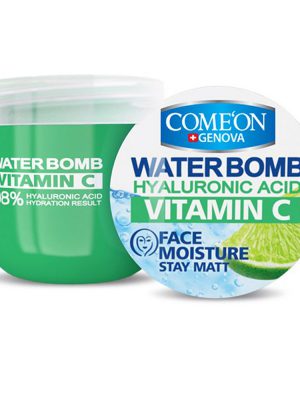 WATER BOMB
VITAMIN C
98% HYALURONIC ACID
HYDRATION RESULT
COME'ON
GENOVA
WATER BOMB
HYALURONIC ACID
VITAMIN C
FACE
MOISTURE
STAY MATT